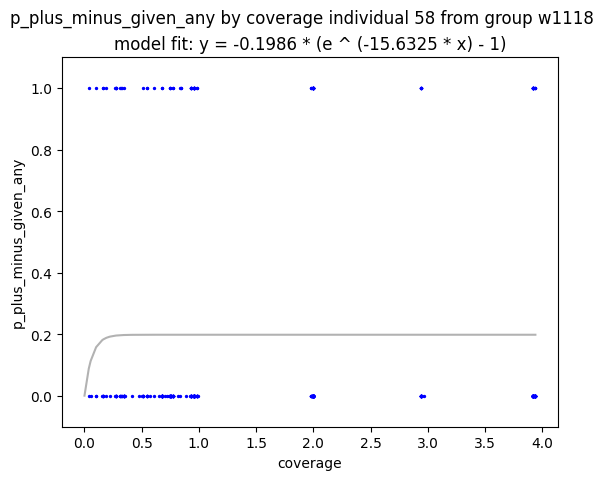 p_plus_minus_given_any by coverage individual 58 from group w1118
model fit: y = -0.1986 * (e ^ (-15.6325 * x) - 1)
1.0
0.8
0.6
0.4
0.2
0.0
p_plus_minus_given_any
0.0 0.5 1.0 1.5 2.0 2.5 3.0 3.5 4.0
coverage